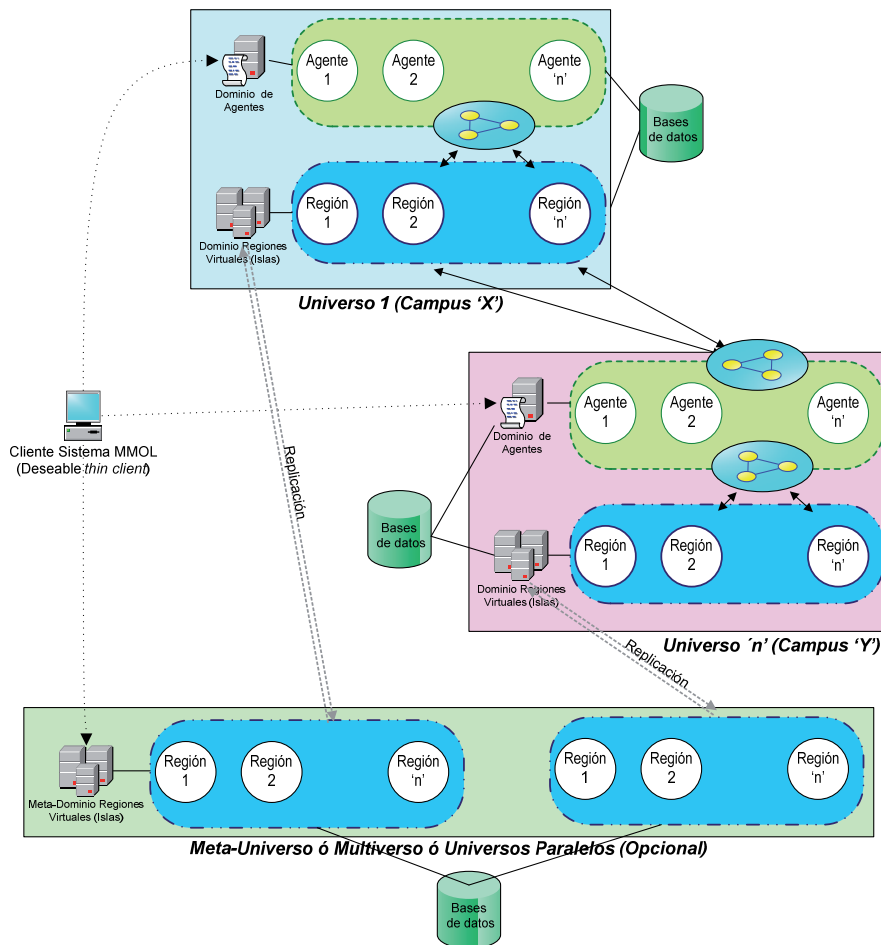 Agente
1
Agente
2
Agente
'n'
Dominio de
Agentes
Bases
de datos
Región
1
Región
2
Región
'n'
Dominio Regiones
Virtuales (Islas)
Universo 1 (Campus 'X')
Agente
1
Agente
2
Agente
'n'
Dominio de
Agentes
Cliente Sistema MMOL
(Deseable thin client)
Replicación
Bases
de datos
Región
1
Región
2
Región
'n'
Dominio Regiones
Virtuales (Islas)
Universo ´n' (Campus 'Y')
Replicación
Región
1
Región
2
Región
'n'
Región
1
Región
2
Región
'n'
Meta-Dominio Regiones
Virtuales (Islas)
Meta-Universo ó Multiverso ó Universos Paralelos (Opcional)
Bases
de datos